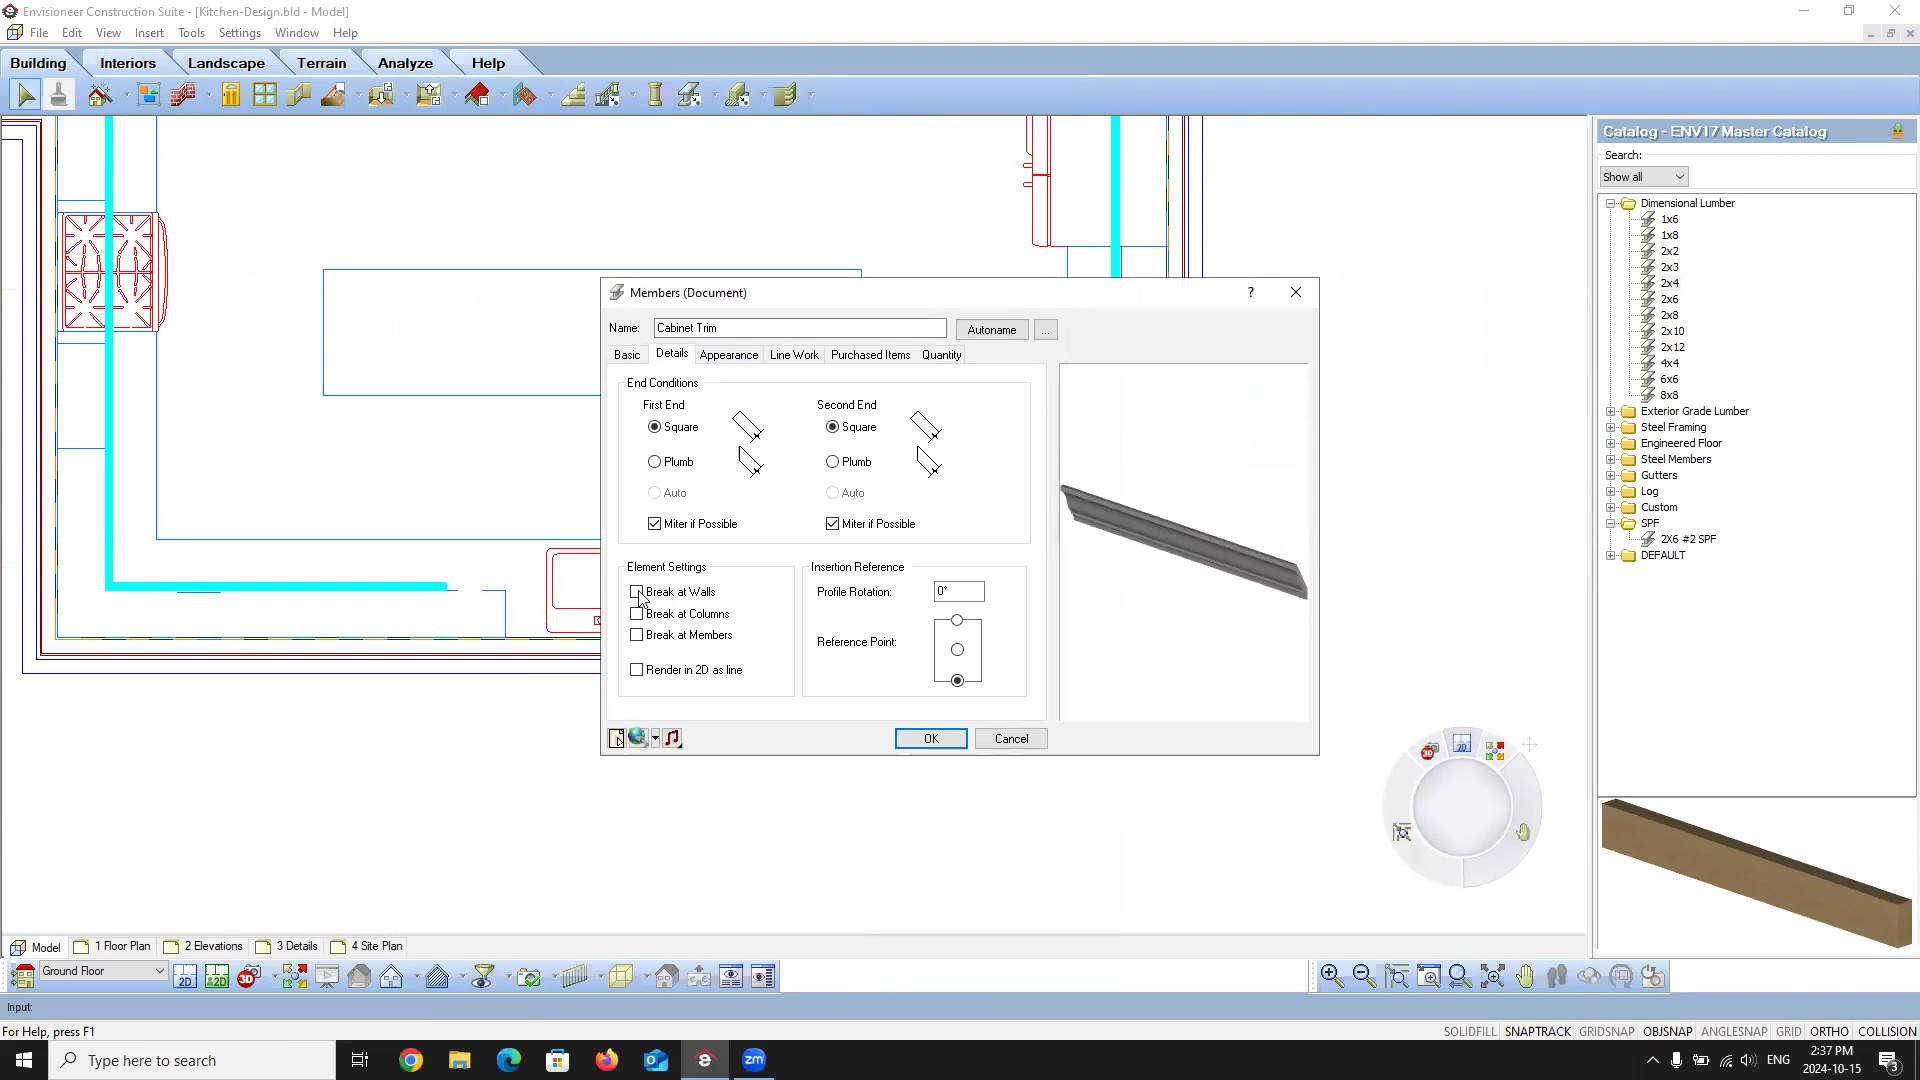 Envisioneer Construction Suite - [Kitchen-Design.bld - Model]
File Edit View Insert Tools Settings Window Help
Building Interiors Landscape Terrain Analyze Help
Catalog - ENV17 Master Catalog
Search:
Show all
Dimensional Lumber
1x6
1x8
2x2
2x3
2x4
2x6
2x8
2x10
2x12
4x4
6x6
8x8
Exterior Grade Lumber
Steel Framing
Engineered Floor
Steel Members
Gutters
Log
Custom
SPF
2X6 #2 SPF
DEFAULT
Members (Document)
?
Name: Cabinet Trim Autoname ...
Basic Details Appearance Line Work Purchased Items Quantity
End Conditions
First End Second End
Square Square
Plumb Plumb
Auto Auto
Miter if Possible Miter if Possible
Element Settings Insertion Reference
Break at Walls Profile Rotation: 0°
Break at Columns
Break at Members Reference Point:
Render in 2D as line
OK Cancel
3D 2D
Model 1 Floor Plan 2 Elevations 3 Details 4 Site Plan
Ground Floor 2D 2D 3D
Input:
For Help, press F1 SOLIDFILL SNAPTRACK GRIDSNAP OBJSNAP ANGLESNAP GRID ORTHO COLLISION
Type here to search zm ENG 2:37 PM
2024-10-15 3